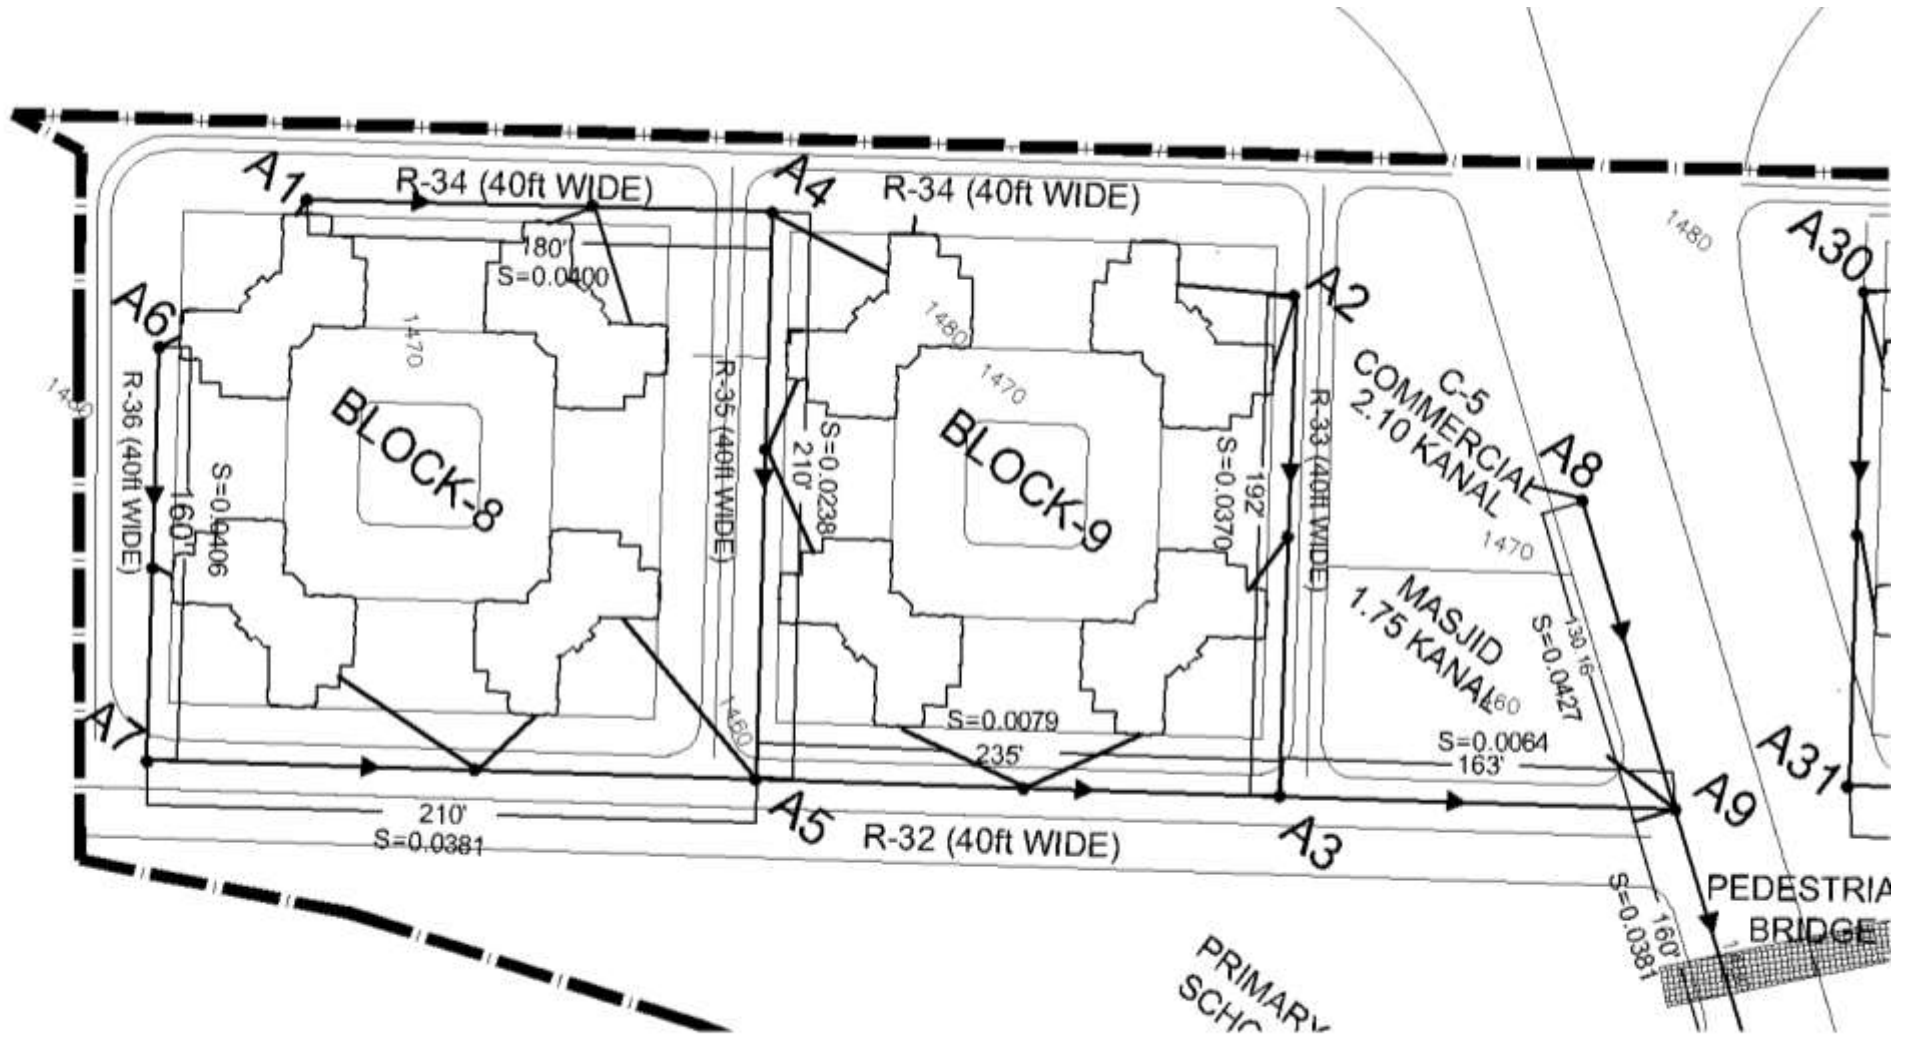 A1
R-34 (40ft WIDE)
A4
R-34 (40ft WIDE)
1480
A30
180'
S=0.0400
A2
A6
1470
1480
1470
C-5
COMMERCIAL
2.10 KANAL
A8
R-36 (40ft WIDE)
160'
S=0.0406
BLOCK-8
R-35 (40ft WIDE)
210'
S=0.0238
BLOCK-9
S=0.0370
192'
R-33 (40ft WIDE)
1470
MASJID
1.75 KANAL
130.16'
S=0.0427
A7
1460
S=0.0079
235'
S=0.0064
163'
A31
210'
S=0.0381
A5
R-32 (40ft WIDE)
A3
A9
S=0.0381
160'
PEDESTRIA
BRIDGE
PRIMARY